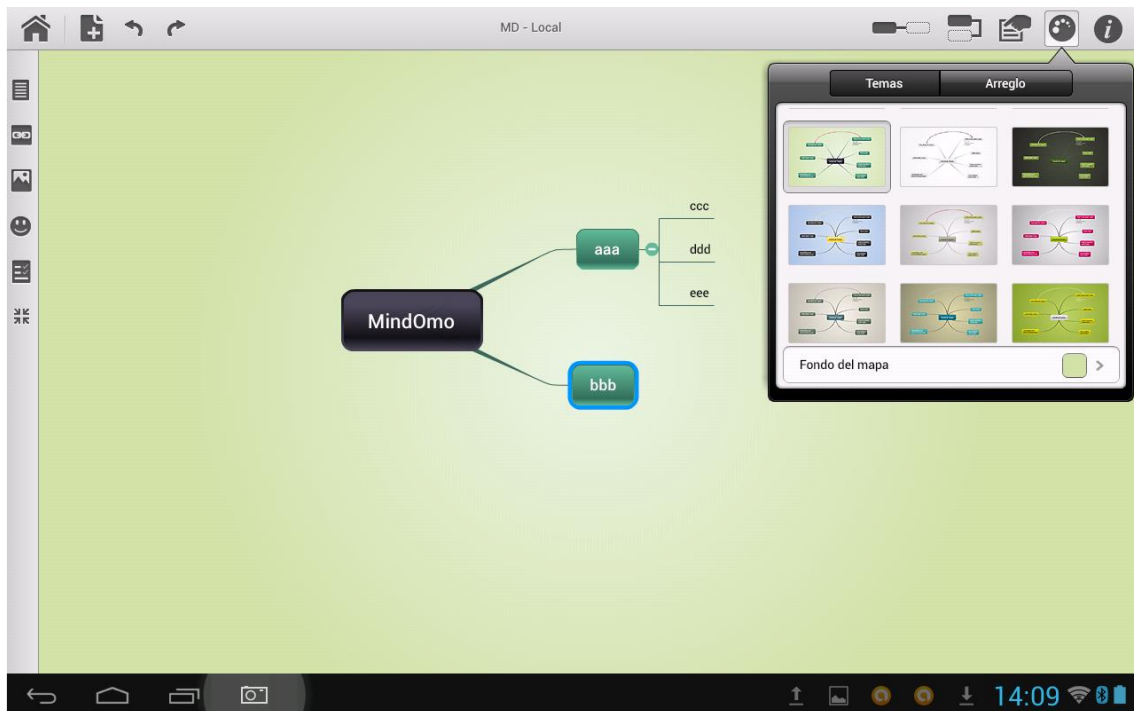 MD - Local
Temas
Arreglo
ccc
aaa
ddd
eee
MindOmo
bbb
Fondo del mapa
14:09